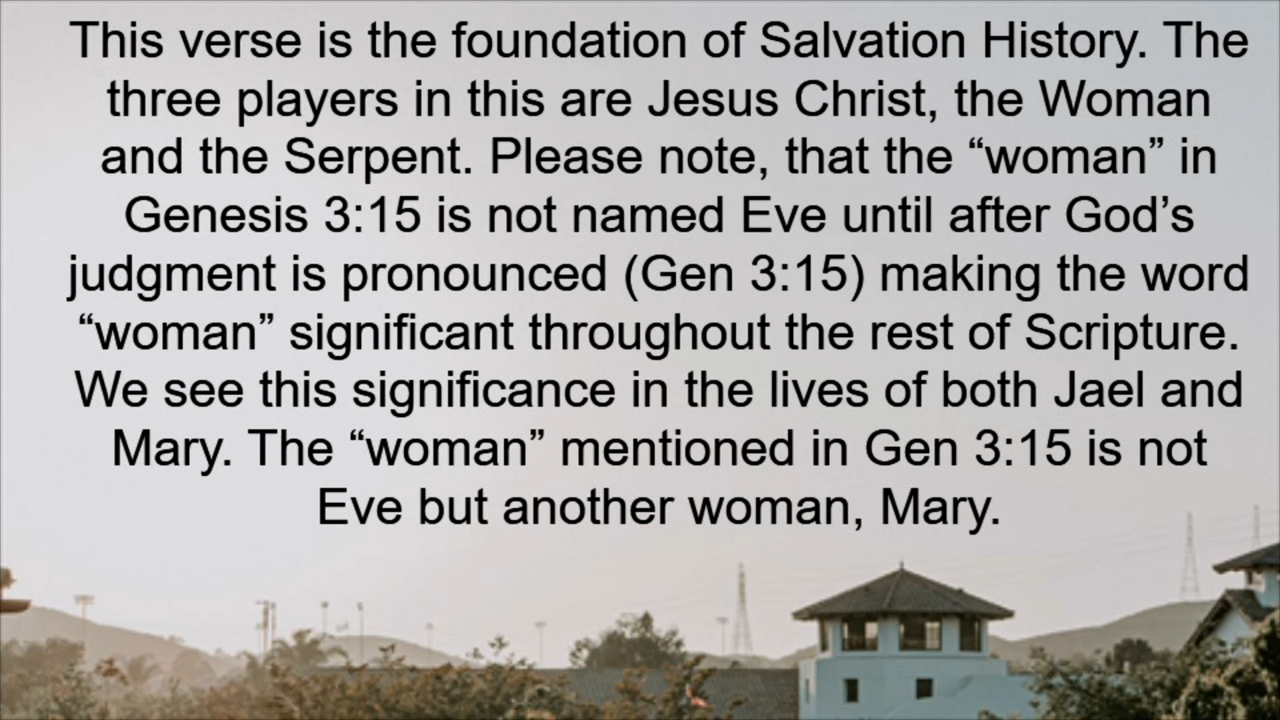 This verse is the foundation of Salvation History. The
three players in this are Jesus Christ, the Woman
and the Serpent. Please note, that the “woman” in
Genesis 3:15 is not named Eve until after God’s
judgment is pronounced (Gen 3:15) making the word
“woman” significant throughout the rest of Scripture.
We see this significance in the lives of both Jael and
Mary. The “woman” mentioned in Gen 3:15 is not
Eve but another woman, Mary.